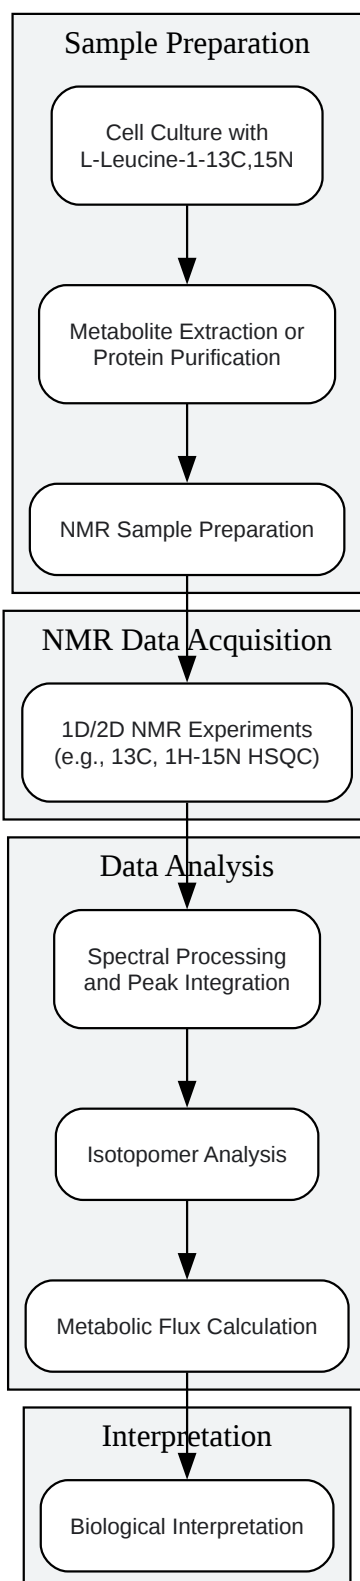 Sample Preparation
Cell Culture with
L-Leucine-1-13C,15N
Metabolite Extraction or
Protein Purification
NMR Sample Preparation
NMR Data Acquisition
1D/2D NMR Experiments
(e.g., 13C, 1H-15N HSQC)
Data Analysis
Spectral Processing
and Peak Integration
Isotopomer Analysis
Metabolic Flux Calculation
Interpretation
Biological Interpretation